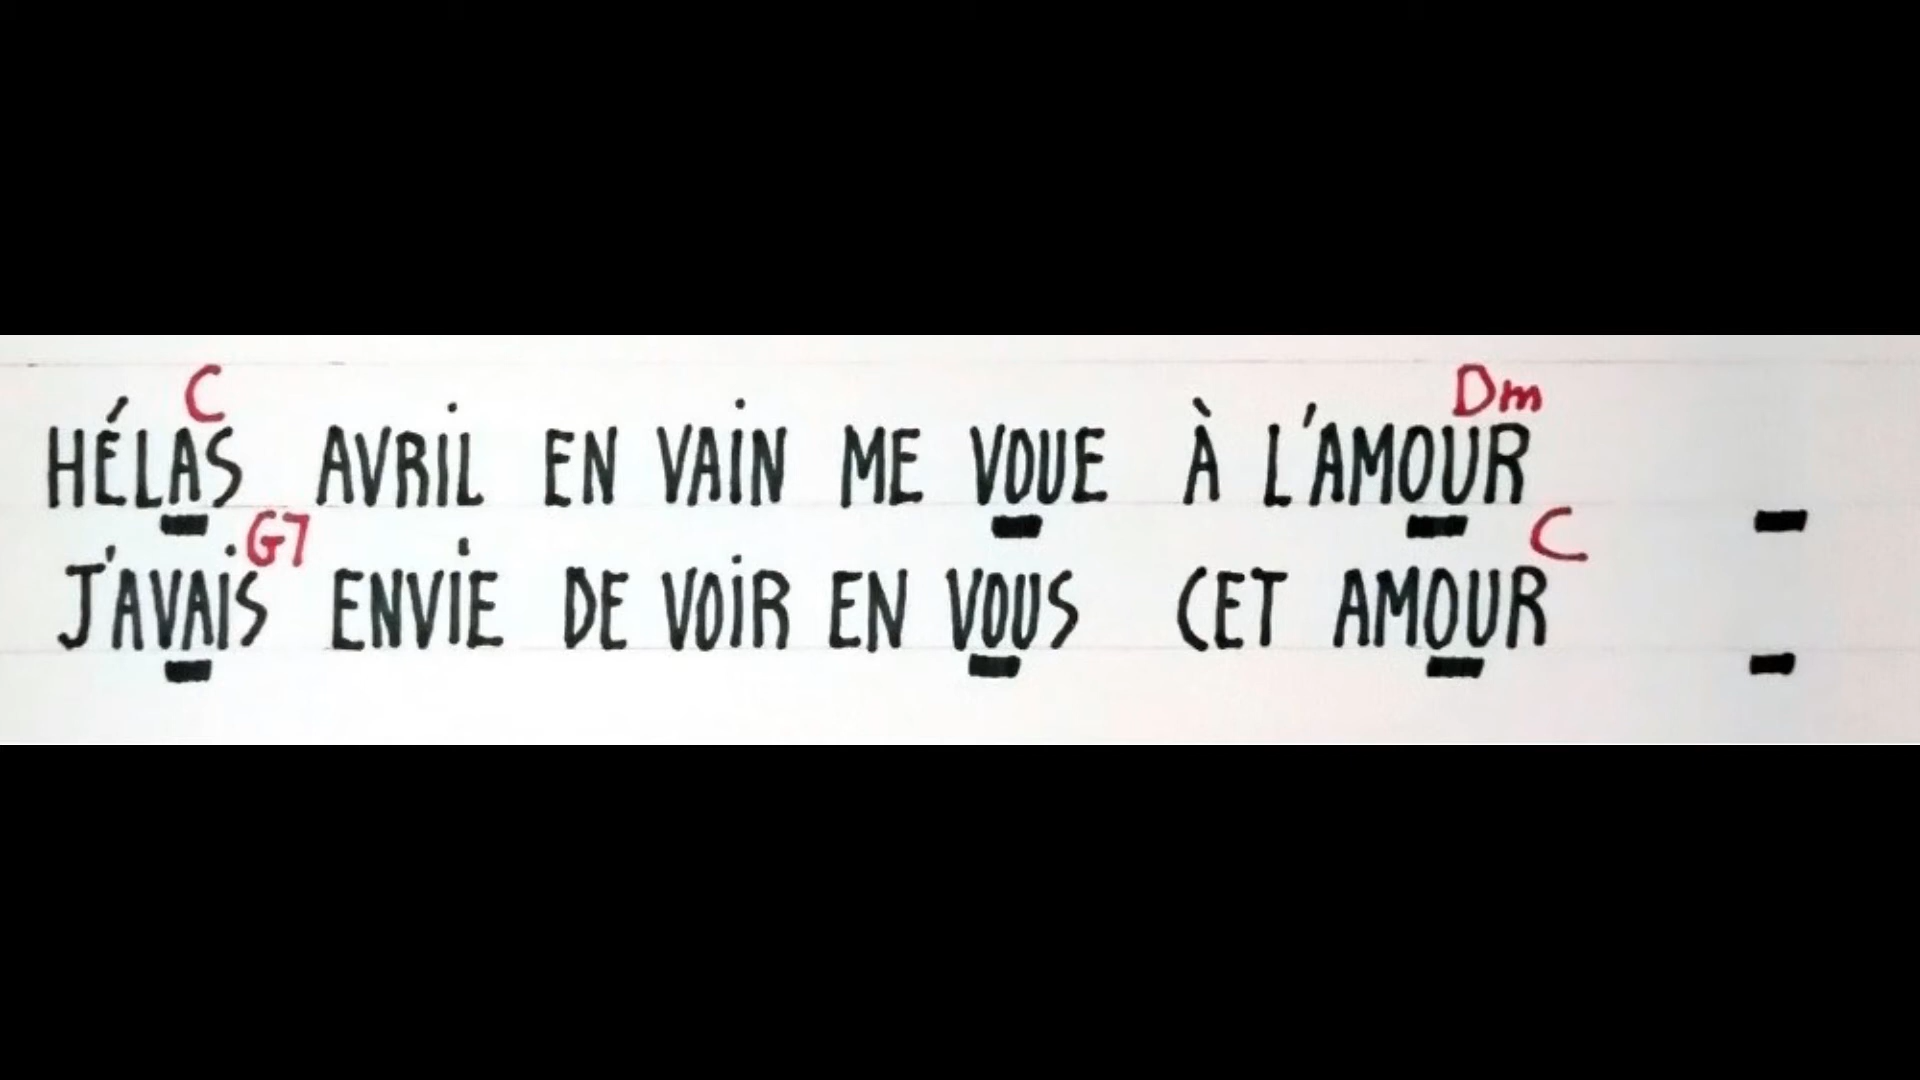 C Dm
HÉLAS AVRIL EN VAIN ME VOUE À L'AMOUR
G7 C
J'AVAIS ENVIE DE VOIR EN VOUS CET AMOUR